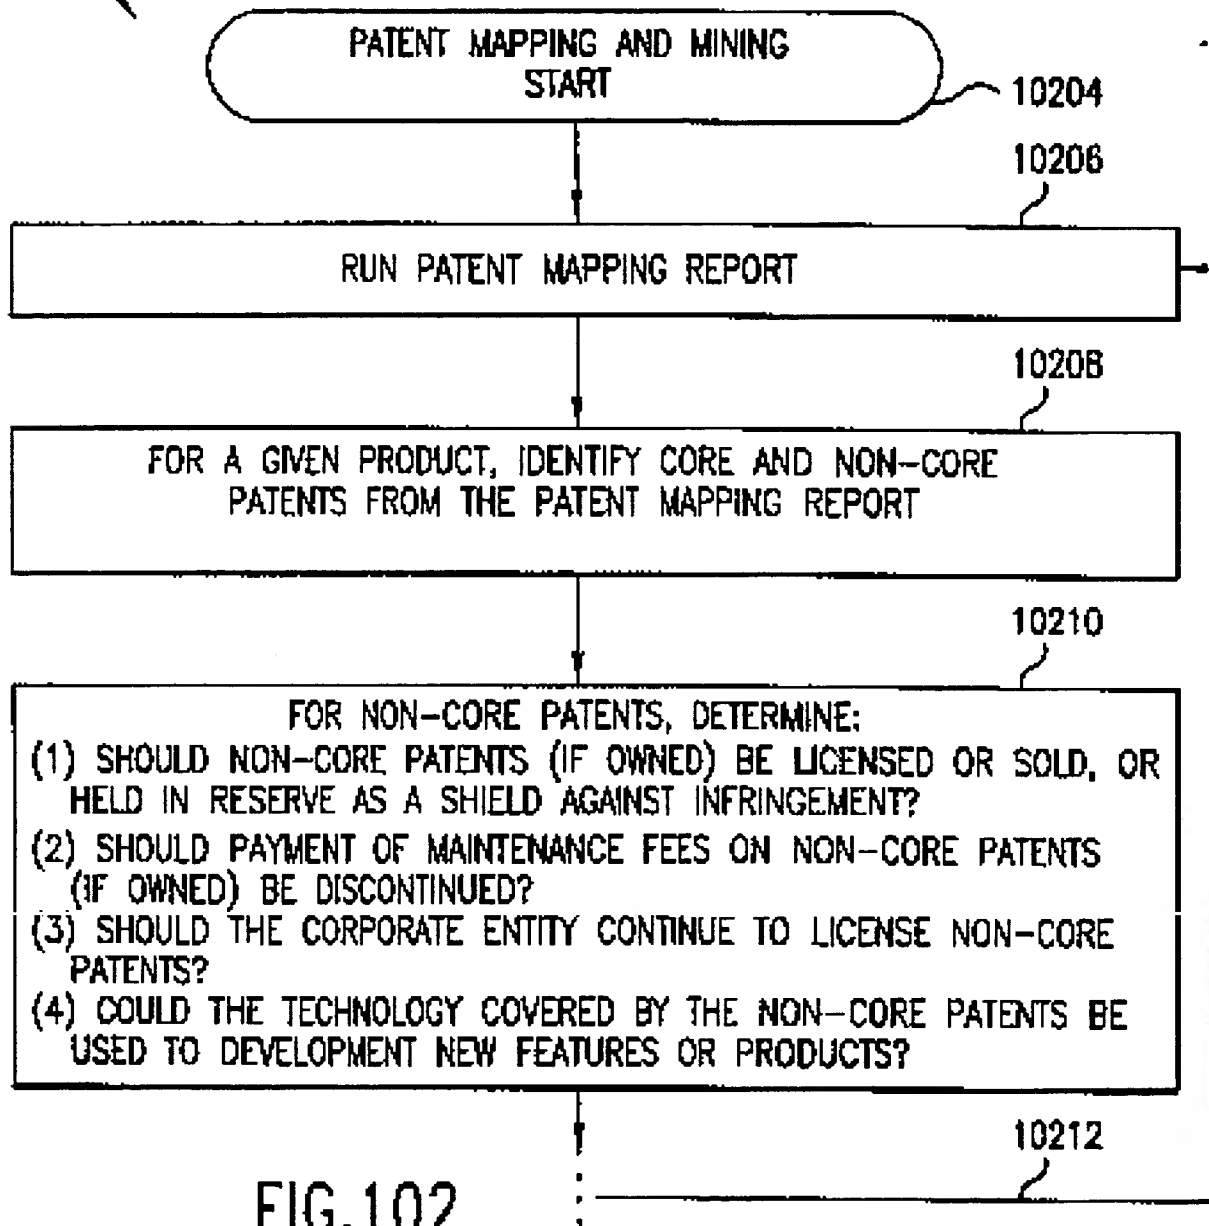 PATENT MAPPING AND MINING
START
10204
10206
RUN PATENT MAPPING REPORT
10208
FOR A GIVEN PRODUCT, IDENTIFY CORE AND NON-CORE
PATENTS FROM THE PATENT MAPPING REPORT
10210
FOR NON-CORE PATENTS, DETERMINE:
(1) SHOULD NON-CORE PATENTS (IF OWNED) BE LICENSED OR SOLD, OR
HELD IN RESERVE AS A SHIELD AGAINST INFRINGEMENT?
(2) SHOULD PAYMENT OF MAINTENANCE FEES ON NON-CORE PATENTS
(IF OWNED) BE DISCONTINUED?
(3) SHOULD THE CORPORATE ENTITY CONTINUE TO LICENSE NON-CORE
PATENTS?
(4) COULD THE TECHNOLOGY COVERED BY THE NON-CORE PATENTS BE
USED TO DEVELOPMENT NEW FEATURES OR PRODUCTS?
10212
FIG.102